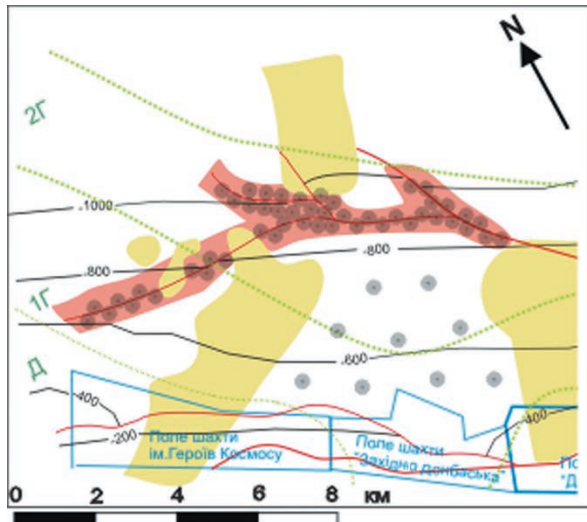 N
2Г
-1000
-800
-800
1Г
-600
Д
-400
-200
-400
Поле шахти
ім.Героїв Космосу
Поле шахти
"Західно донбаська"
По
"Д
0 2 4 6 8 км